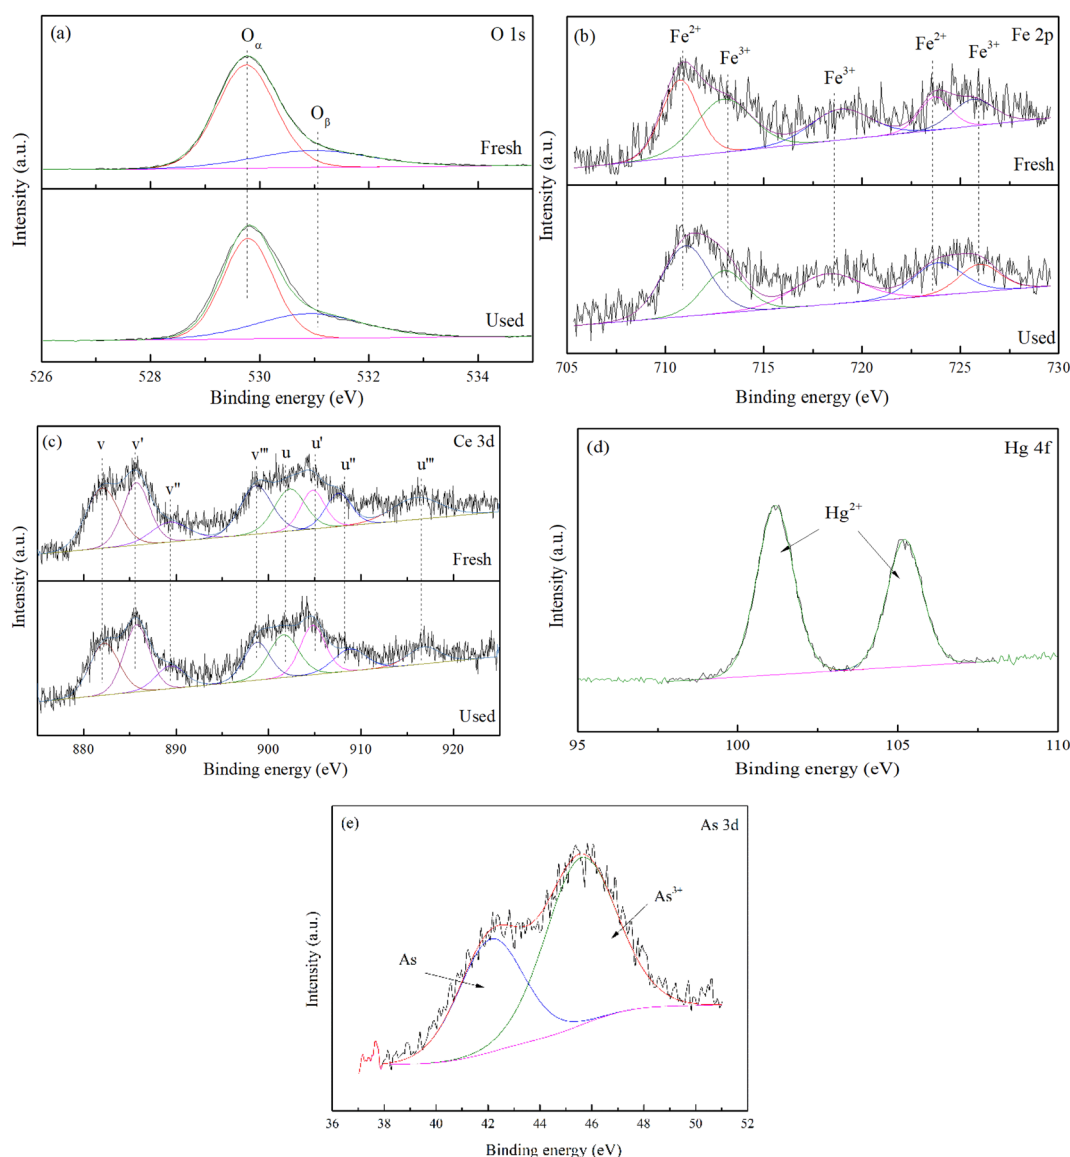 (a)
O 1s
Oα
Oβ
Fresh
Used
Intensity (a.u.)
526 528 530 532 534
Binding energy (eV)
(b)
Fe 2p
Fe²⁺
Fe³⁺
Fe³⁺
Fe²⁺
Fe³⁺
Fresh
Used
Intensity (a.u.)
705 710 715 720 725 730
Binding energy (eV)
(c)
Ce 3d
v v' v'' v''' u u' u'' u'''
Fresh
Used
Intensity (a.u.)
880 890 900 910 920
Binding energy (eV)
(d)
Hg 4f
Hg²⁺
Intensity (a.u.)
95 100 105 110
Binding energy (eV)
(e)
As 3d
As
As³⁺
Intensity (a.u.)
36 38 40 42 44 46 48 50 52
Binding energy (eV)